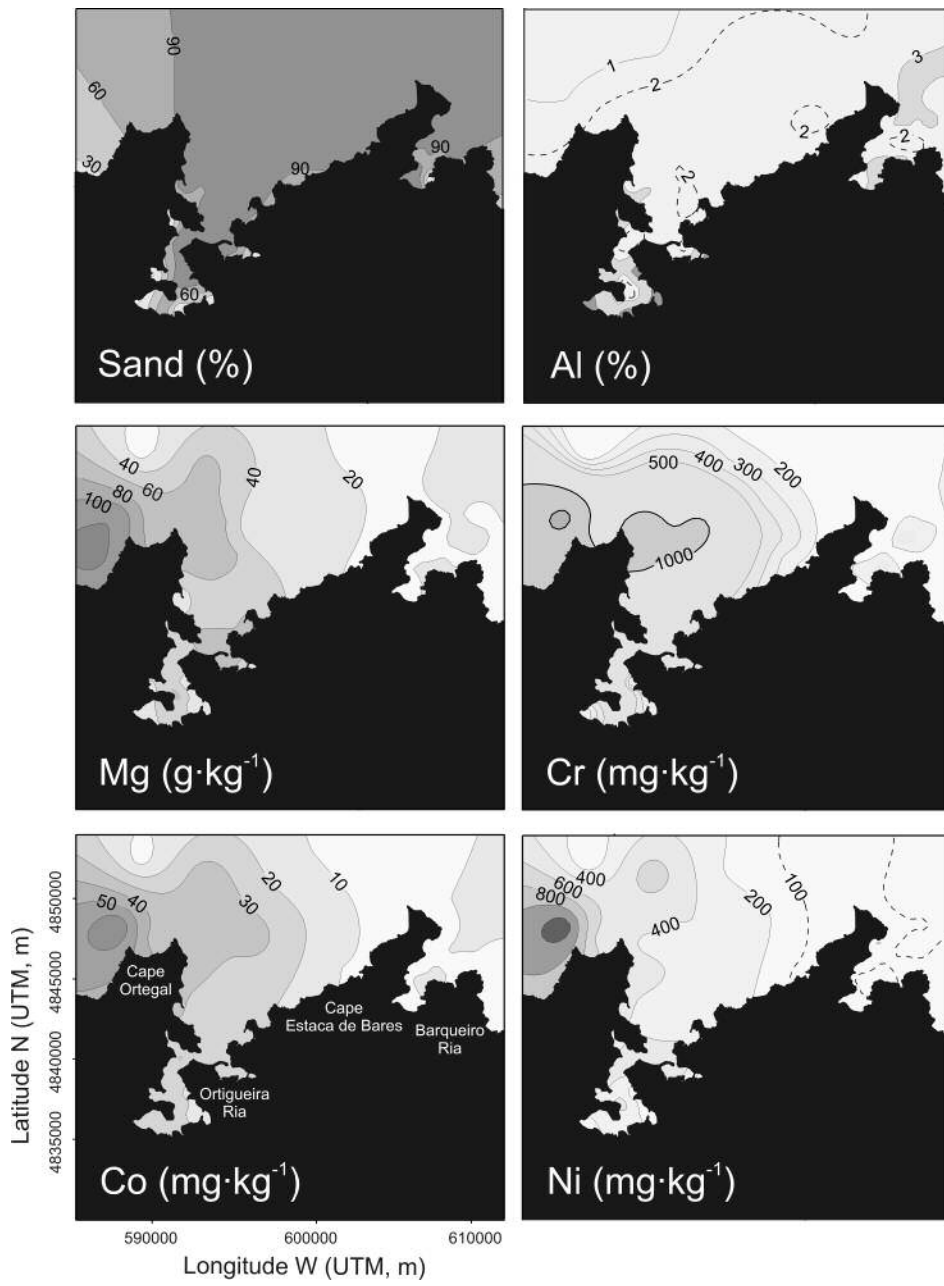 90
60
30
90
90
60
Sand (%)
1
2
3
2
2
2
Al (%)
40
80
60
100
40
20
Mg (g·kg⁻¹)
500
400
300
200
1000
Cr (mg·kg⁻¹)
50
40
30
20
10
Cape
Ortegal
Cape
Estaca de Bares
Barqueiro
Ria
Ortigueira
Ria
Co (mg·kg⁻¹)
400
600
800
400
200
100
Ni (mg·kg⁻¹)
4850000
4845000
4840000
4835000
Latitude N (UTM, m)
590000
600000
610000
Longitude W (UTM, m)